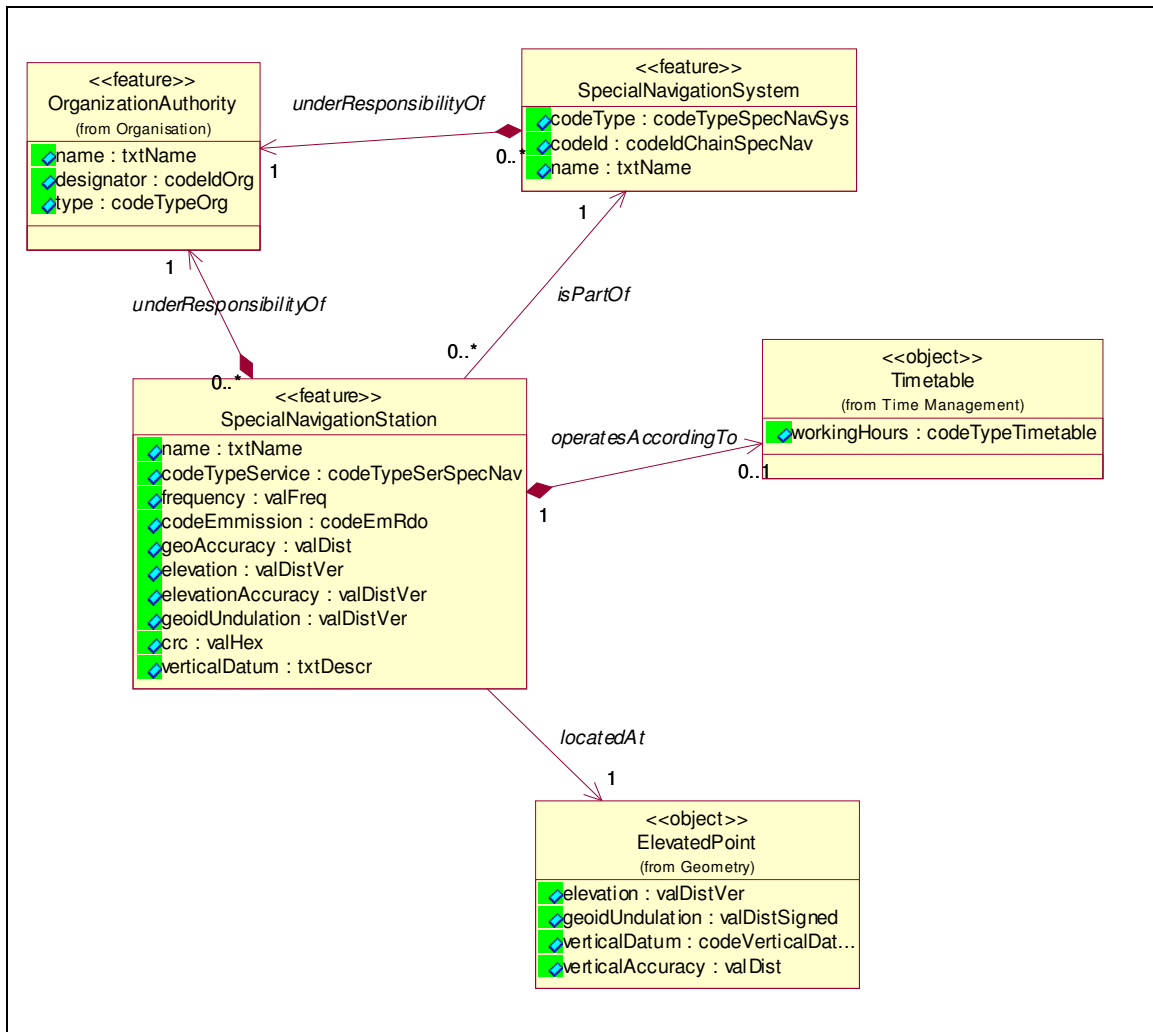 <<feature>>
OrganizationAuthority
(from Organisation)
name : txtName
designator : codeIdOrg
type : codeTypeOrg
underResponsibilityOf
1
0..*
<<feature>>
SpecialNavigationSystem
codeType : codeTypeSpecNavSys
codeId : codeIdChainSpecNav
name : txtName
1
underResponsibilityOf
0..*
1
isPartOf
0..*
<<feature>>
SpecialNavigationStation
name : txtName
codeTypeService : codeTypeSerSpecNav
frequency : valFreq
codeEmmission : codeEmRdo
geoAccuracy : valDist
elevation : valDistVer
elevationAccuracy : valDistVer
geoidUndulation : valDistVer
crc : valHex
verticalDatum : txtDescr
operatesAccordingTo
0..1
1
<<object>>
Timetable
(from Time Management)
workingHours : codeTypeTimetable
locatedAt
1
<<object>>
ElevatedPoint
(from Geometry)
elevation : valDistVer
geoidUndulation : valDistSigned
verticalDatum : codeVerticalDat...
verticalAccuracy : valDist